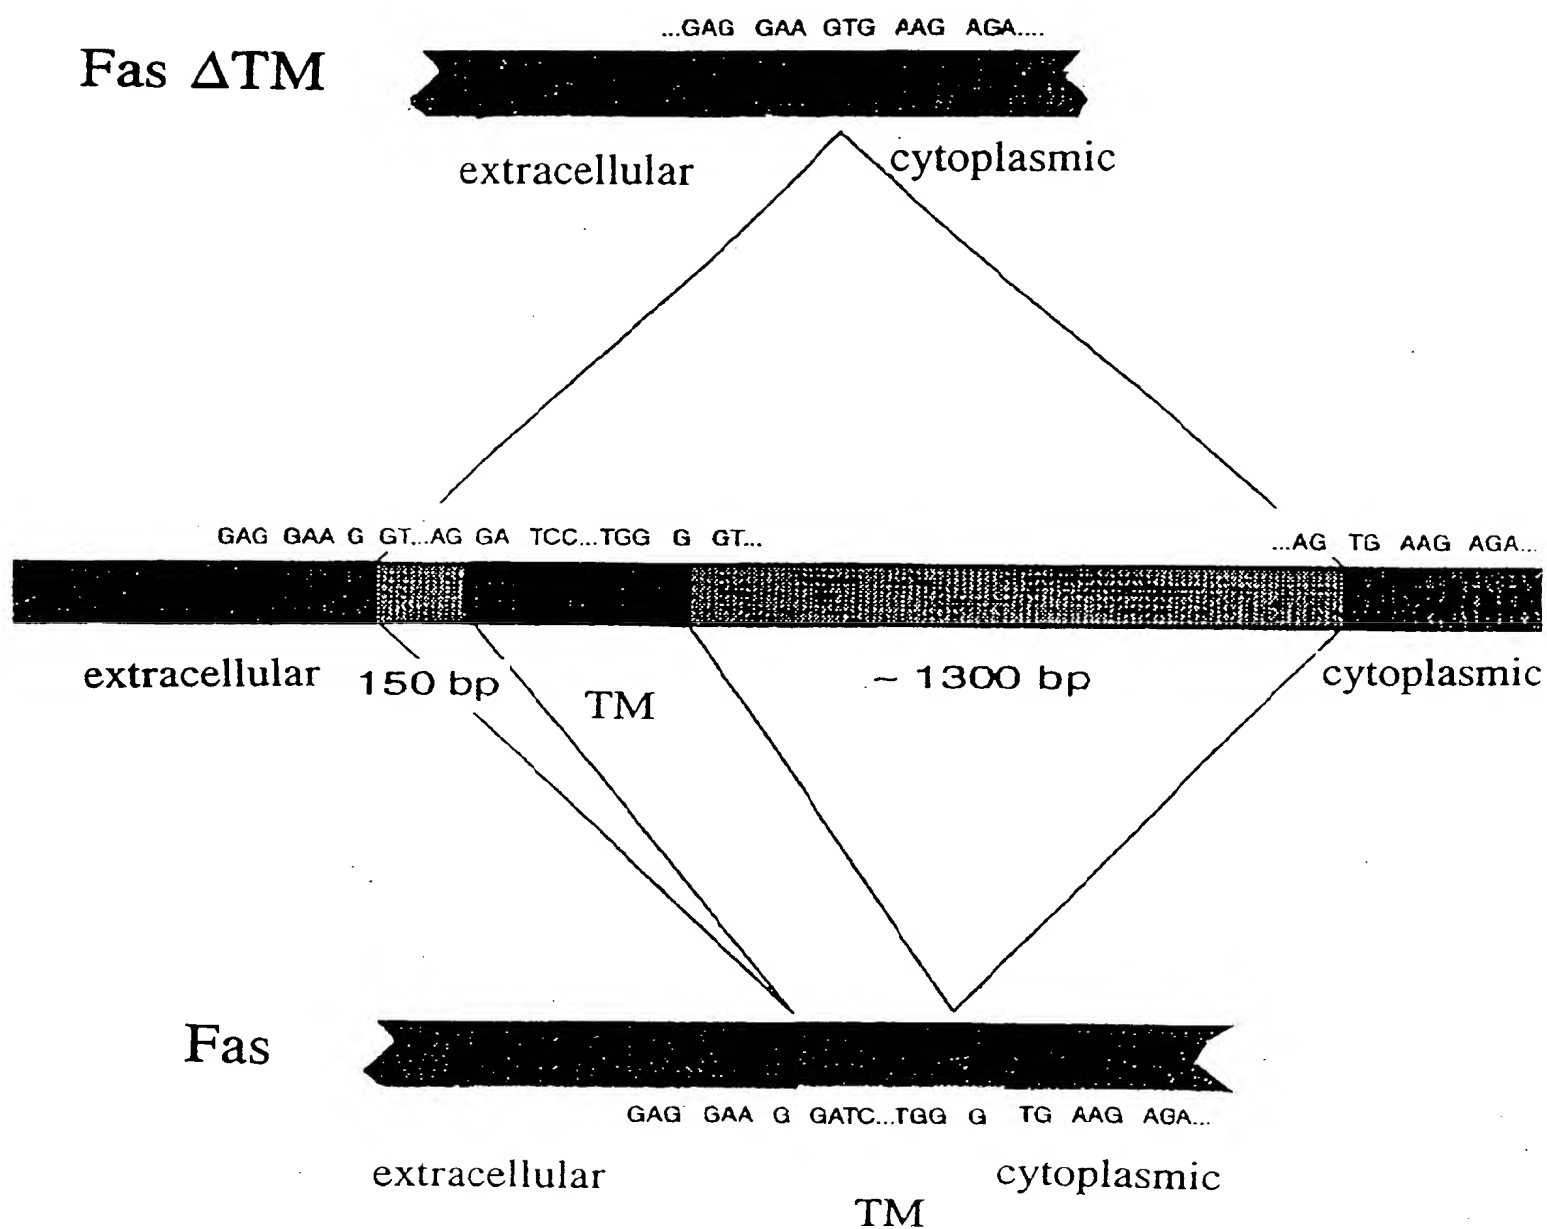 ...GAG GAA GTG AAG AGA....
Fas ΔTM
extracellular
cytoplasmic
GAG GAA G GT...AG GA TCC...TGG G GT...
...AG TG AAG AGA...
extracellular
150 bp
TM
~ 1300 bp
cytoplasmic
Fas
GAG GAA G GATC...TGG G TG AAG AGA...
extracellular
cytoplasmic
TM